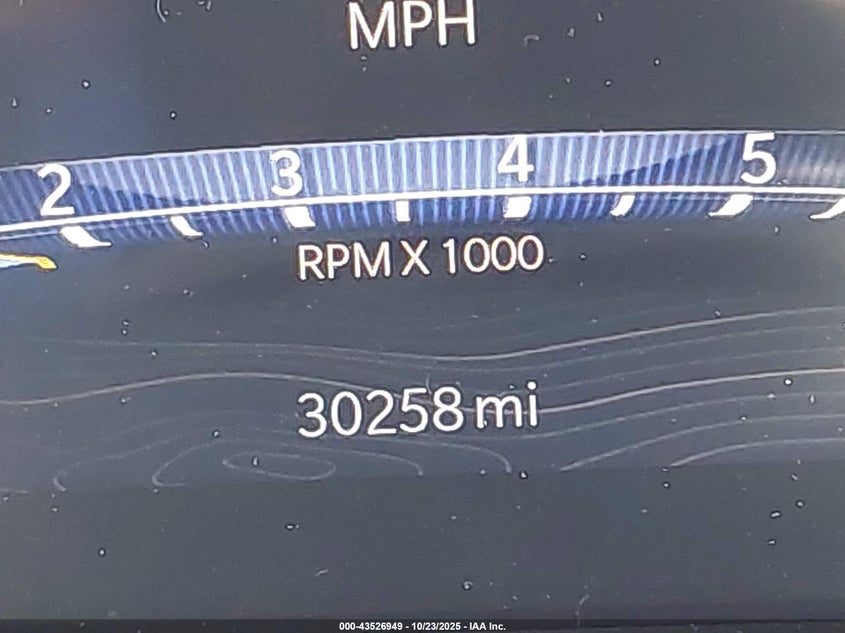 MPH
2 3 4 5
RPM X 1000
30258 mi
000-43526949 - 10/23/2025 - IAA Inc.